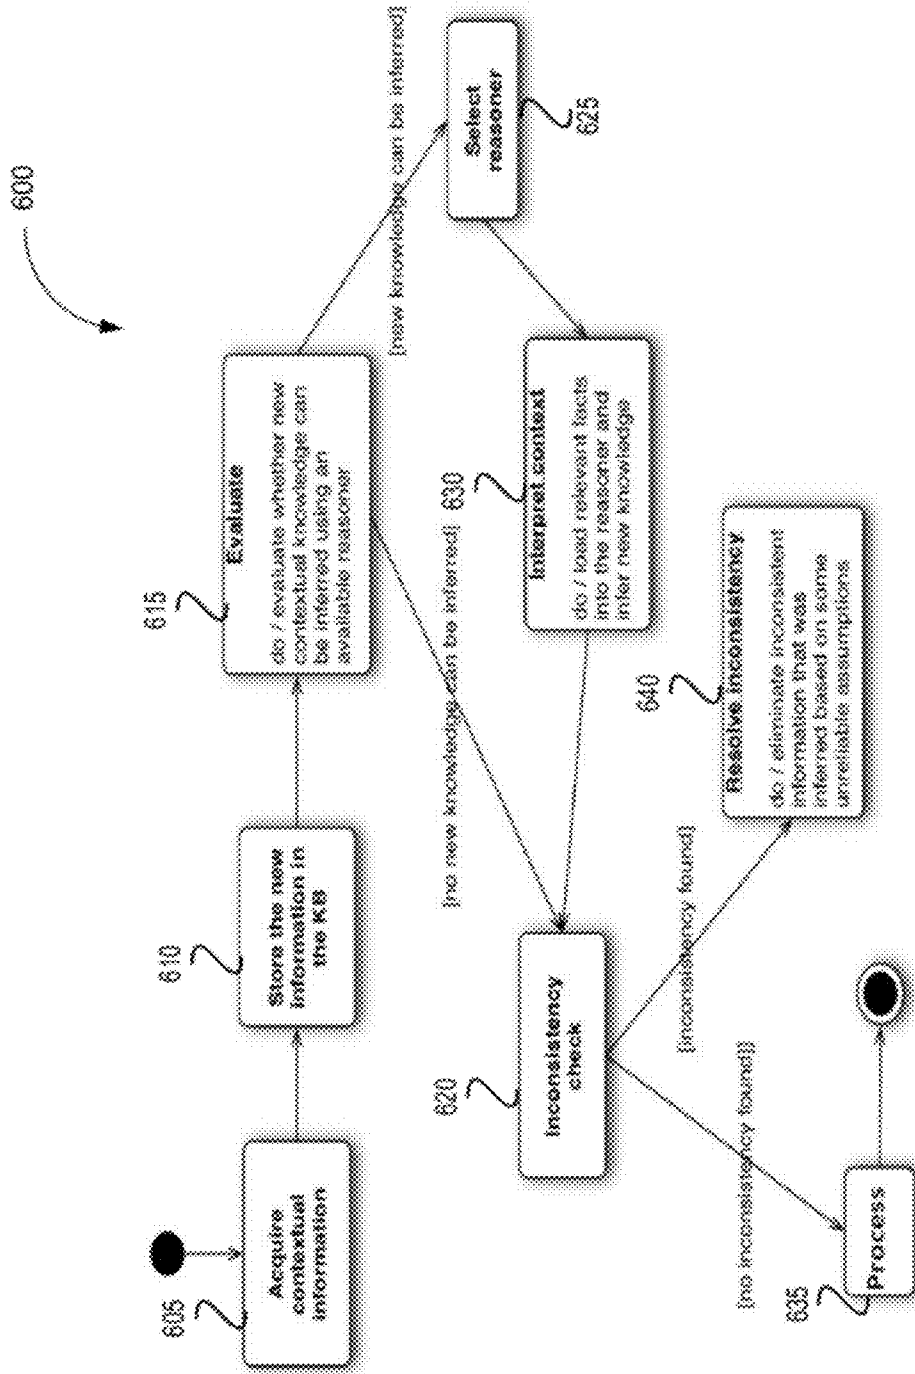 600
605
Acquire
contextual
information
610
Store the new
information in
the KB
615
Evaluate
do / evaluate whether new
contextual knowledge can
be inferred using an
available reasoner
[new knowledge can be inferred]
Select
reasoner
625
[no new knowledge can be inferred]
630
Interpret context
do / load relevant facts
into the reasoner and
infer new knowledge
620
Inconsistency
check
[inconsistency found]
640
Resolve inconsistency
do / eliminate inconsistent
information that was
inferred based on some
unreliable assumptions
[no inconsistency found]]
635
Process